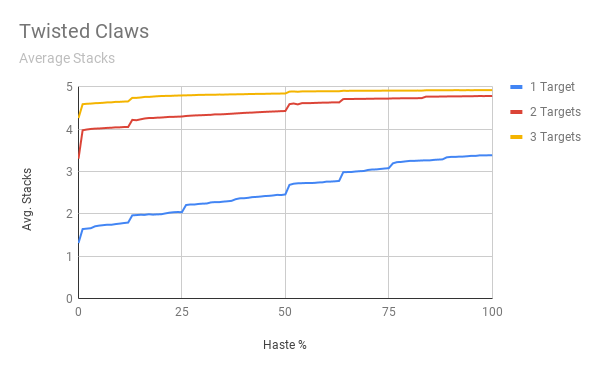 Twisted Claws
Average Stacks
5
4
3
2
1
0
Avg. Stacks
0 25 50 75 100
Haste %
1 Target
2 Targets
3 Targets